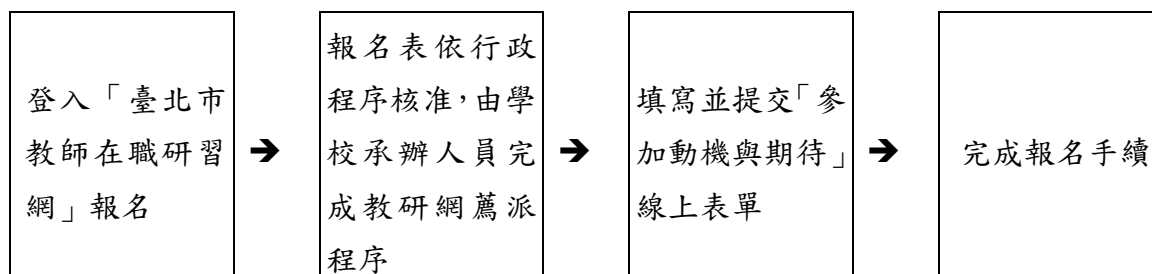 登入「臺北市
教師在職研習
網」報名
➔
報名表依行政
程序核准，由學
校承辦人員完
成教研網薦派
程序
➔
填寫並提交「參
加動機與期待」
線上表單
➔
完成報名手續